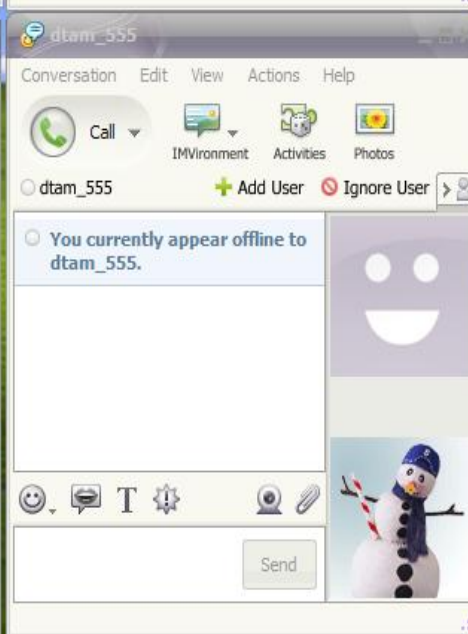 dtam_555
Conversation Edit View Actions Help
Call
IMVironment Activities Photos
dtam_555 Add User Ignore User
You currently appear offline to
dtam_555.
T
Send